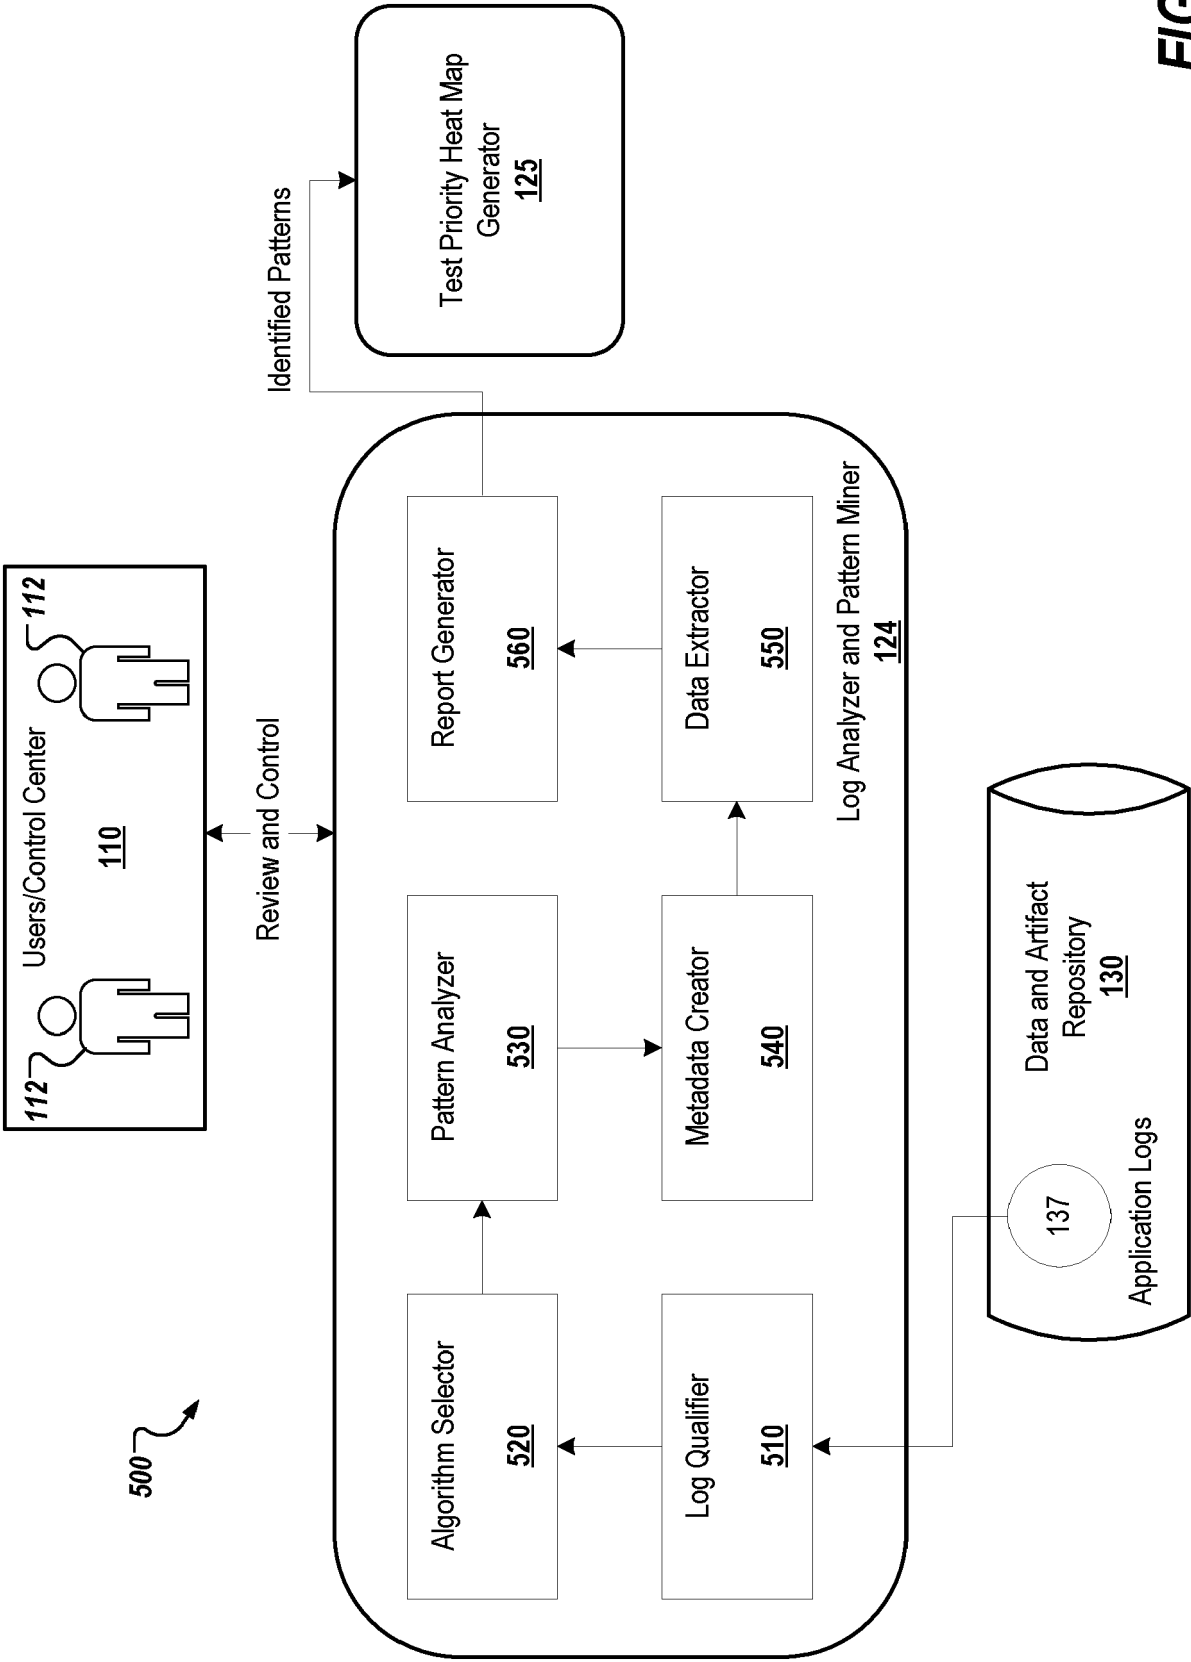 500
112
Users/Control Center
110
112
Review and Control
Algorithm Selector
520
Pattern Analyzer
530
Report Generator
560
Log Qualifier
510
Metadata Creator
540
Data Extractor
550
Log Analyzer and Pattern Miner
124
Identified Patterns
Test Priority Heat Map
Generator
125
137
Application Logs
Data and Artifact
Repository
130
FIG